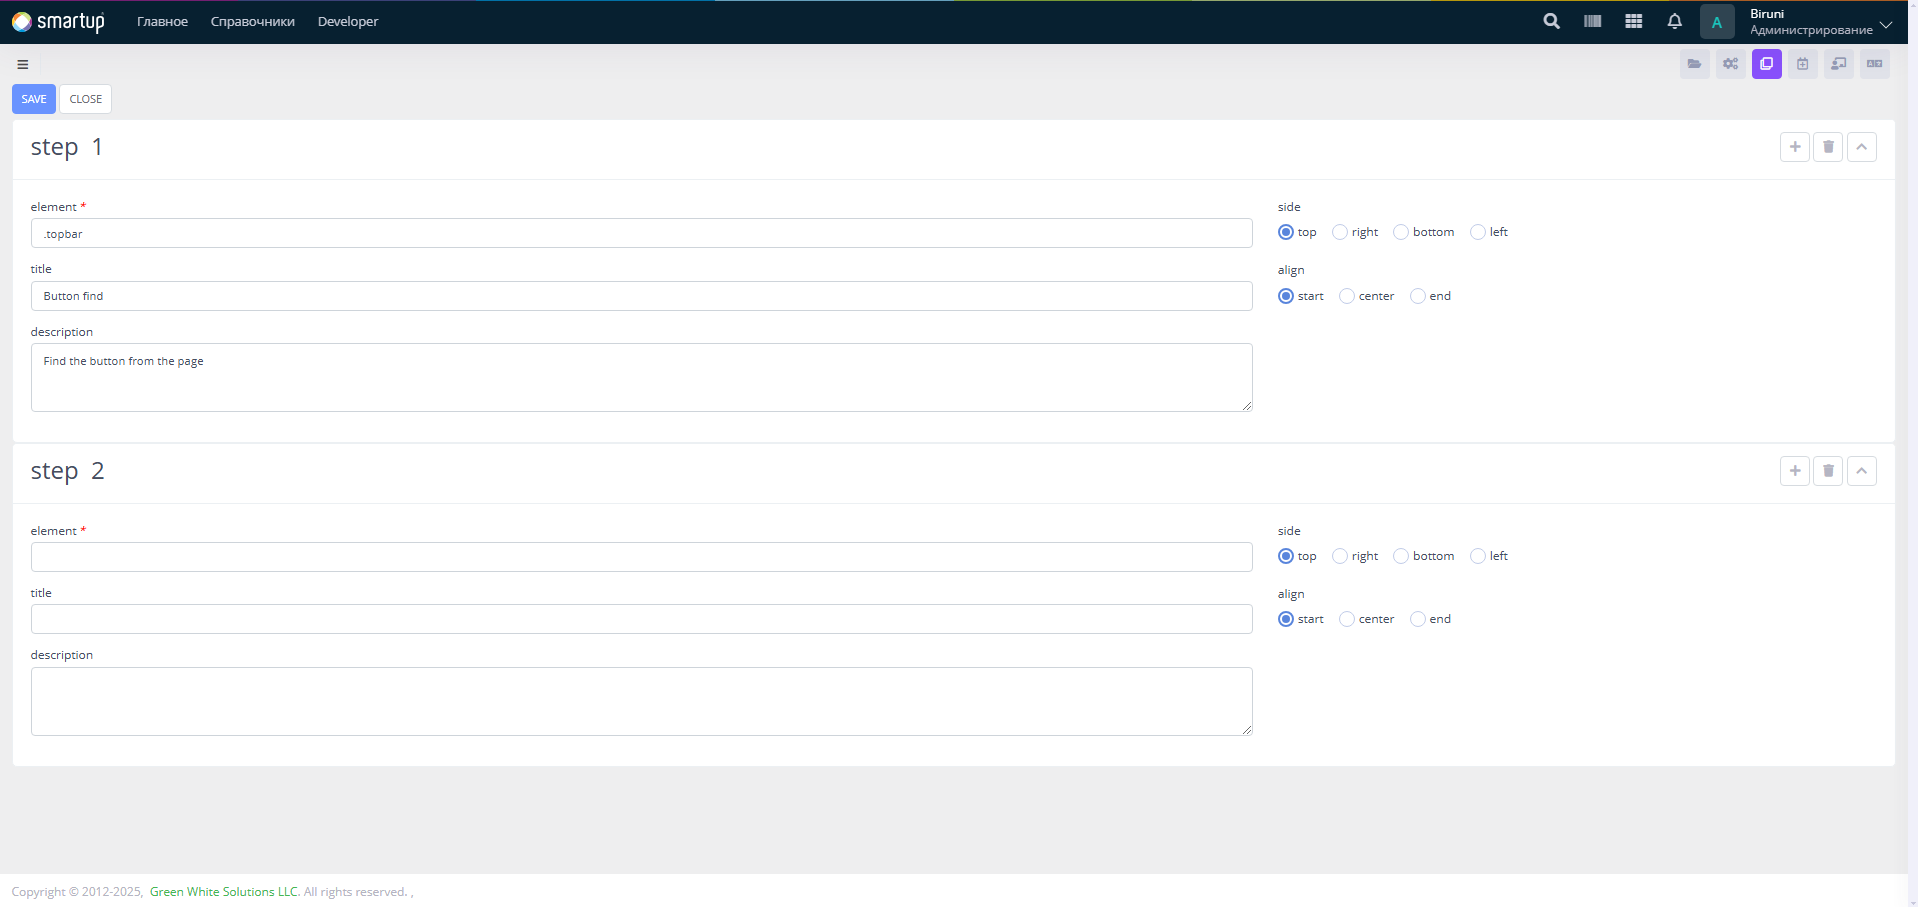 smartup Главное Справочники Developer A Biruni
Администрирование
SAVE CLOSE
step 1
element * side
.topbar top right bottom left
title align
Button find start center end
description
Find the button from the page
step 2
element * side
top right bottom left
title align
start center end
description
Copyright © 2012-2025, Green White Solutions LLC. All rights reserved. ,